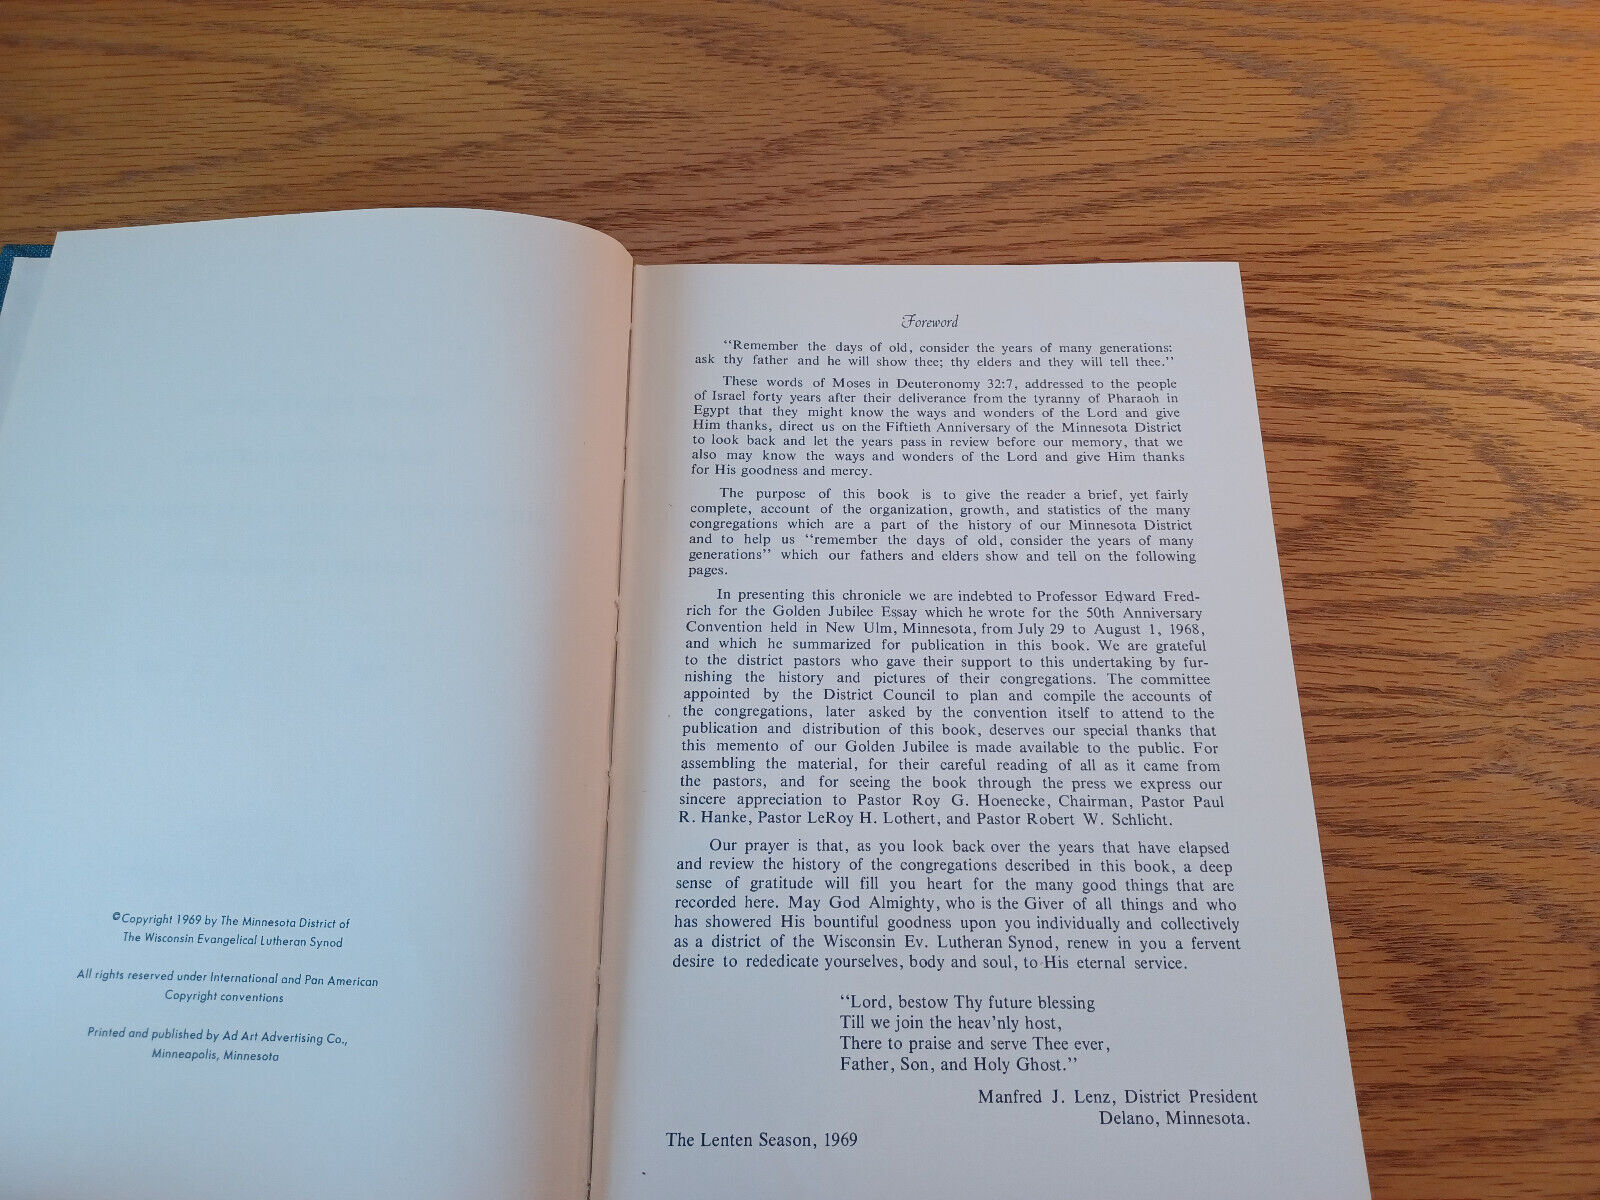 ©Copyright 1969 by The Minnesota District of
The Wisconsin Evangelical Lutheran Synod
All rights reserved under International and Pan American
Copyright conventions
Printed and published by Ad Art Advertising Co.,
Minneapolis, Minnesota
Foreword
"Remember the days of old, consider the years of many generations:
ask thy father and he will show thee; thy elders and they will tell thee."
These words of Moses in Deuteronomy 32:7, addressed to the people
of Israel forty years after their deliverance from the tyranny of Pharaoh in
Egypt that they might know the ways and wonders of the Lord and give
Him thanks, direct us on the Fiftieth Anniversary of the Minnesota District
to look back and let the years pass in review before our memory, that we
also may know the ways and wonders of the Lord and give Him thanks
for His goodness and mercy.
The purpose of this book is to give the reader a brief, yet fairly
complete, account of the organization, growth, and statistics of the many
congregations which are a part of the history of our Minnesota District
and to help us "remember the days of old, consider the years of many
generations" which our fathers and elders show and tell on the following
pages.
In presenting this chronicle we are indebted to Professor Edward Fred-
rich for the Golden Jubilee Essay which he wrote for the 50th Anniversary
Convention held in New Ulm, Minnesota, from July 29 to August 1, 1968,
and which he summarized for publication in this book. We are grateful
to the district pastors who gave their support to this undertaking by fur-
nishing the history and pictures of their congregations. The committee
appointed by the District Council to plan and compile the accounts of
the congregations, later asked by the convention itself to attend to the
publication and distribution of this book, deserves our special thanks that
this memento of our Golden Jubilee is made available to the public. For
assembling the material, for their careful reading of all as it came from
the pastors, and for seeing the book through the press we express our
sincere appreciation to Pastor Roy G. Hoenecke, Chairman, Pastor Paul
R. Hanke, Pastor LeRoy H. Lothert, and Pastor Robert W. Schlicht.
Our prayer is that, as you look back over the years that have elapsed
and review the history of the congregations described in this book, a deep
sense of gratitude will fill you heart for the many good things that are
recorded here. May God Almighty, who is the Giver of all things and who
has showered His bountiful goodness upon you individually and collectively
as a district of the Wisconsin Ev. Lutheran Synod, renew in you a fervent
desire to rededicate yourselves, body and soul, to His eternal service.
"Lord, bestow Thy future blessing
Till we join the heav'nly host,
There to praise and serve Thee ever,
Father, Son, and Holy Ghost."
Manfred J. Lenz, District President
Delano, Minnesota.
The Lenten Season, 1969